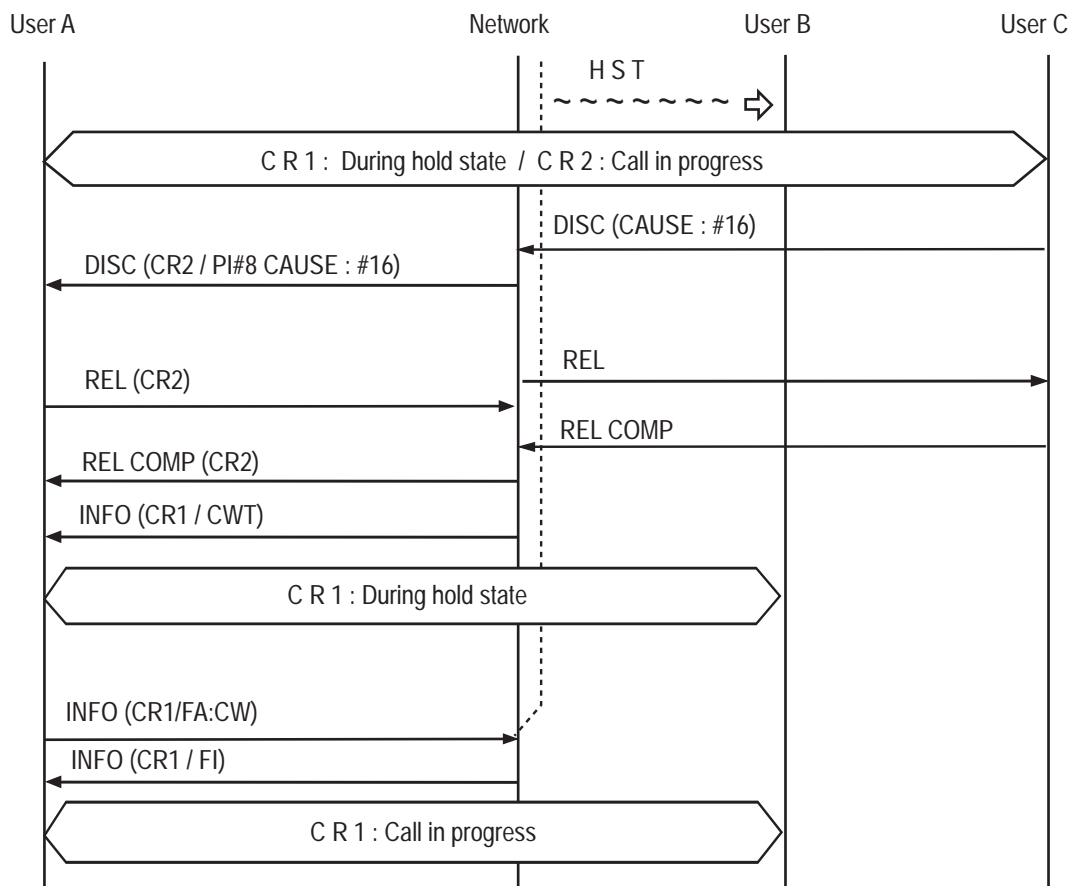 User A Network User B User C
H S T
~ ~ ~ ~ ~ ~ ~
C R 1 : During hold state / C R 2 : Call in progress
DISC (CAUSE : #16)
DISC (CR2 / PI#8 CAUSE : #16)
REL
REL (CR2)
REL COMP
REL COMP (CR2)
INFO (CR1 / CWT)
C R 1 : During hold state
INFO (CR1/FA:CW)
INFO (CR1 / FI)
C R 1 : Call in progress